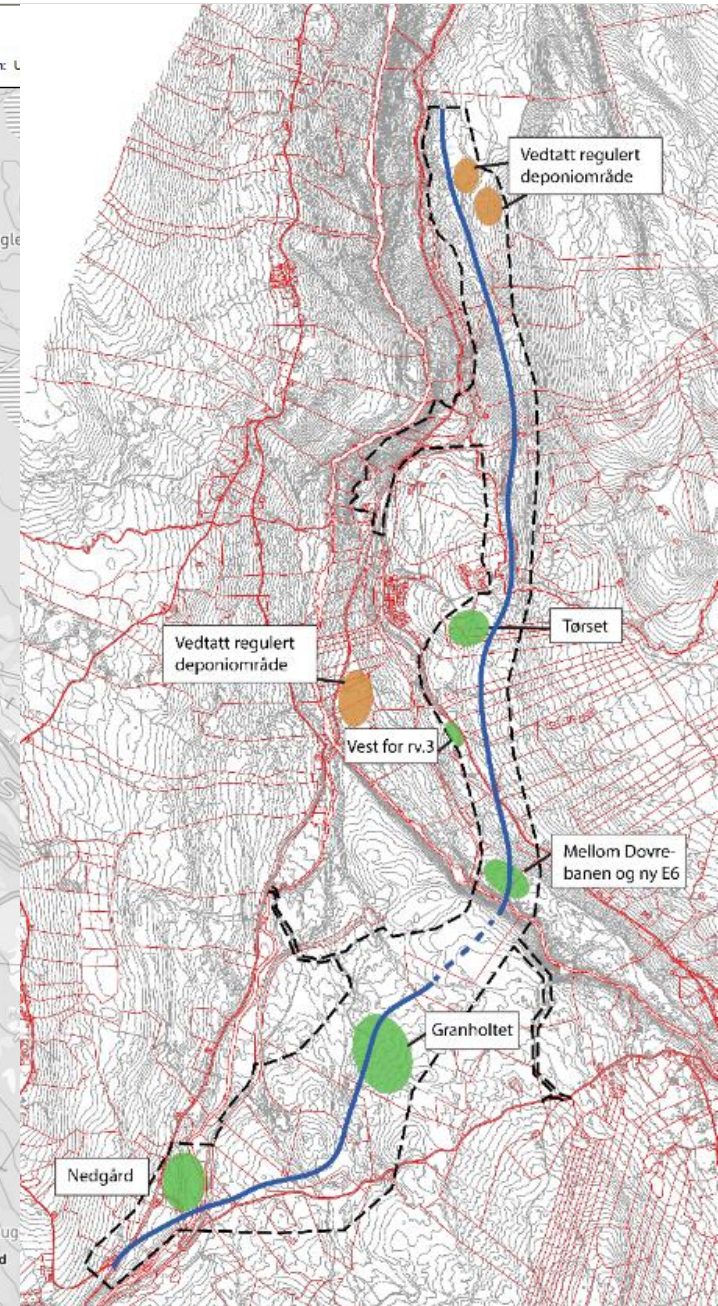 Vedtatt regulert
deponiområde
Tørset
Vedtatt regulert
deponiområde
Vest for rv.3
Mellom Dovre-
banen og ny E6
Granholtet
Nedgård